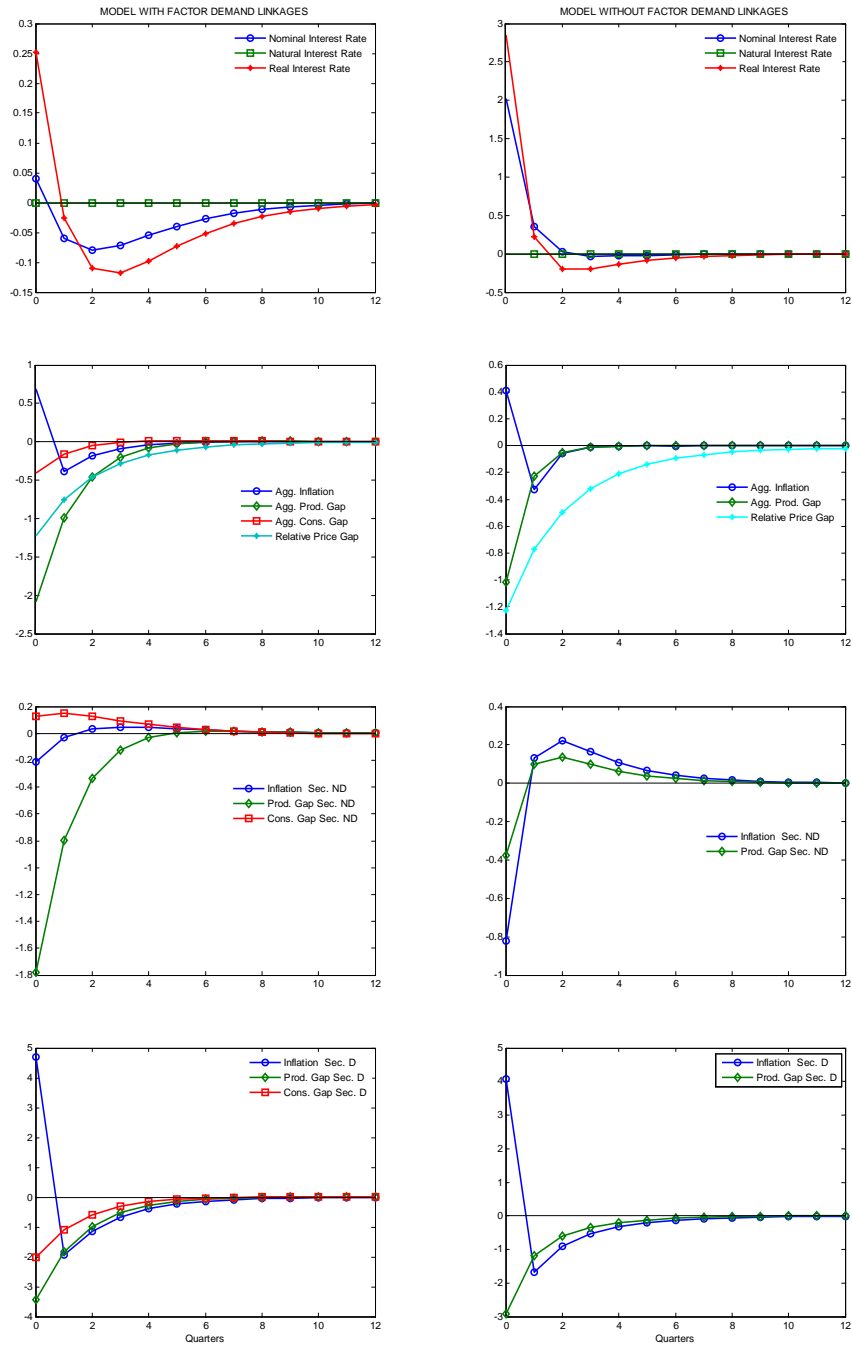 MODEL WITH FACTOR DEMAND LINKAGES
0.3
0.25
0.2
0.15
0.1
0.05
0
-0.05
-0.1
-0.15
0 2 4 6 8 10 12
Nominal Interest Rate
Natural Interest Rate
Real Interest Rate
MODEL WITHOUT FACTOR DEMAND LINKAGES
3
2.5
2
1.5
1
0.5
0
-0.5
0 2 4 6 8 10 12
Nominal Interest Rate
Natural Interest Rate
Real Interest Rate
1
0.5
0
-0.5
-1
-1.5
-2
-2.5
0 2 4 6 8 10 12
Agg. Inflation
Agg. Prod. Gap
Agg. Cons. Gap
Relative Price Gap
0.6
0.4
0.2
0
-0.2
-0.4
-0.6
-0.8
-1
-1.2
-1.4
0 2 4 6 8 10 12
Agg. Inflation
Agg. Prod. Gap
Relative Price Gap
0.2
0
-0.2
-0.4
-0.6
-0.8
-1
-1.2
-1.4
-1.6
-1.8
0 2 4 6 8 10 12
Inflation Sec. ND
Prod. Gap Sec. ND
Cons. Gap Sec. ND
0.4
0.2
0
-0.2
-0.4
-0.6
-0.8
-1
0 2 4 6 8 10 12
Inflation Sec. ND
Prod. Gap Sec. ND
5
4
3
2
1
0
-1
-2
-3
-4
0 2 4 6 8 10 12
Quarters
Inflation Sec. D
Prod. Gap Sec. D
Cons. Gap Sec. D
5
4
3
2
1
0
-1
-2
-3
0 2 4 6 8 10 12
Quarters
Inflation Sec. D
Prod. Gap Sec. D